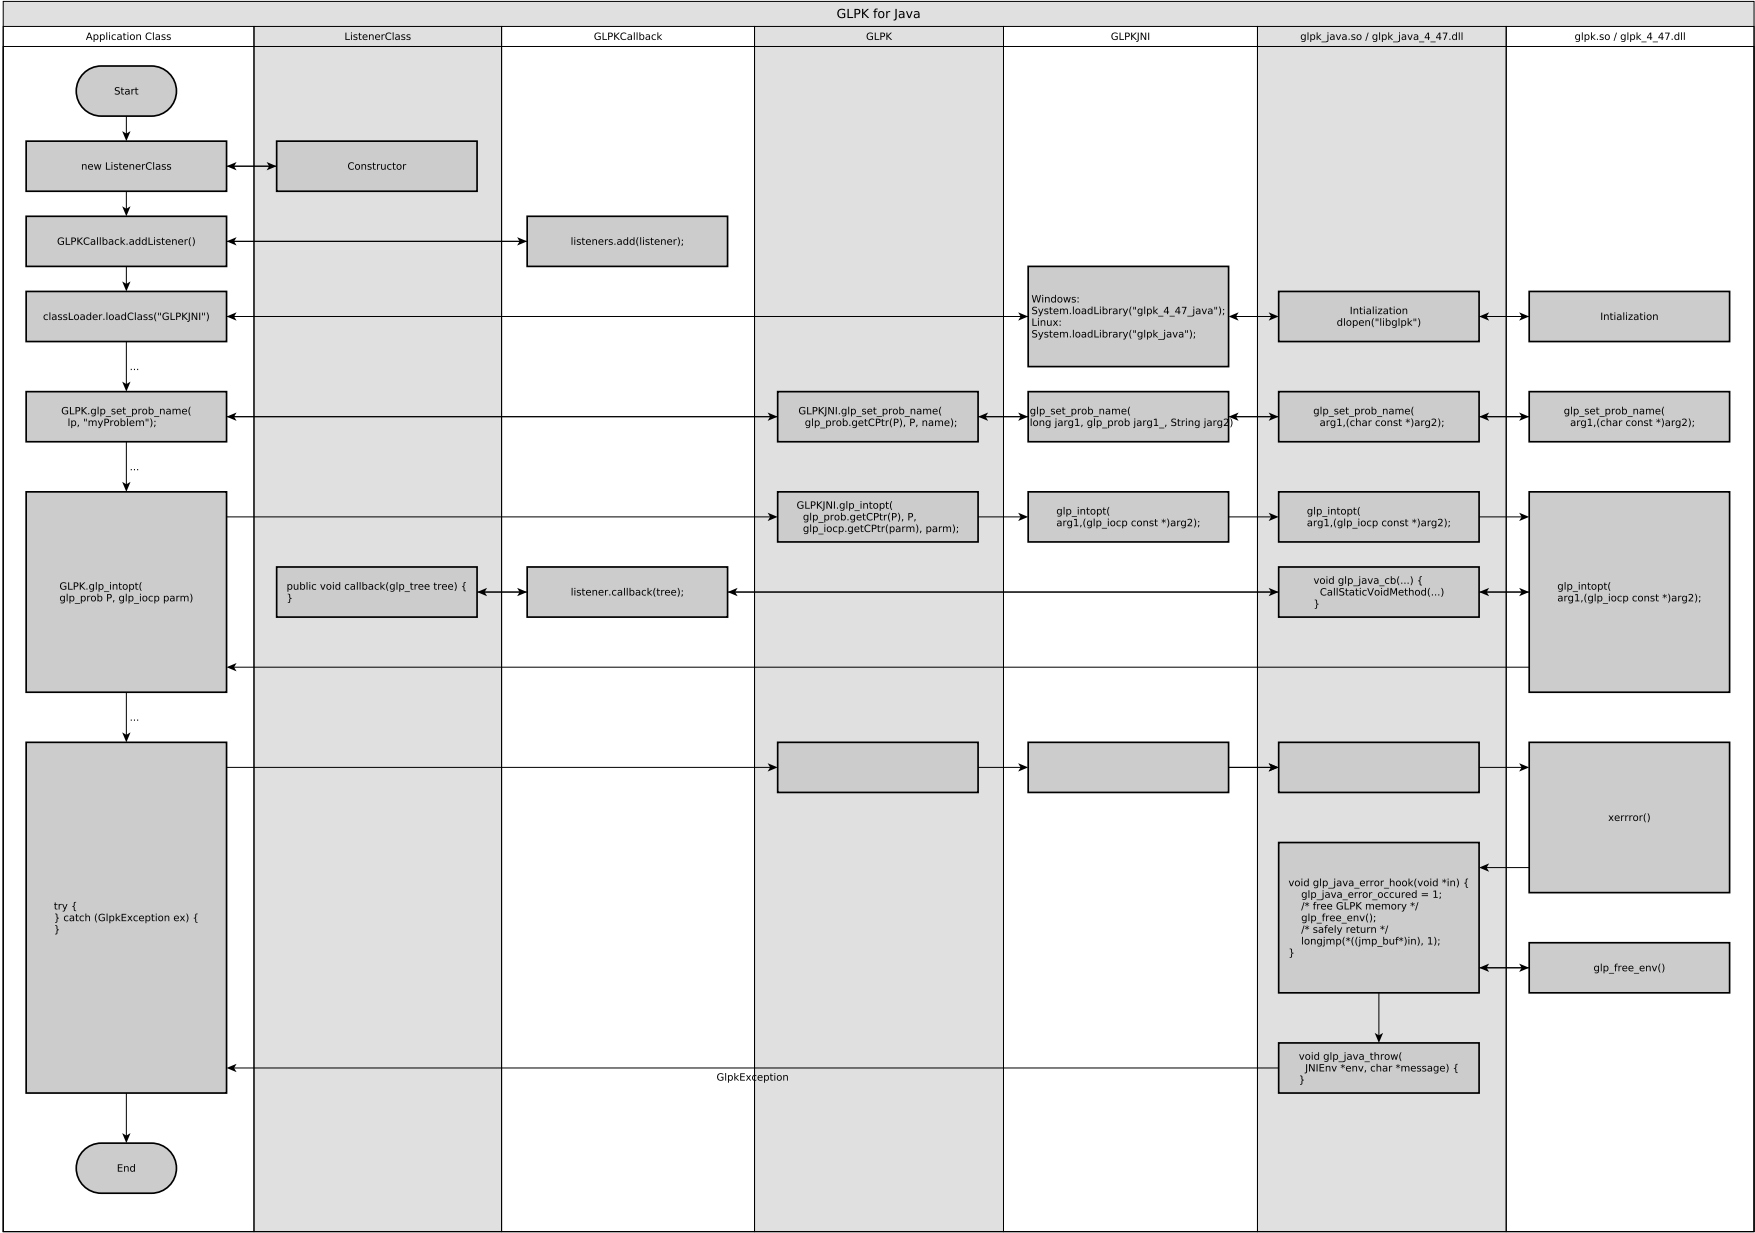 GLPK for Java
Application Class
ListenerClass
GLPKCallback
GLPK
GLPKJNI
glpk_java.so / glpk_java_4_47.dll
glpk.so / glpk_4_47.dll
Start
new ListenerClass
Constructor
GLPKCallback.addListener()
listeners.add(listener);
classLoader.loadClass("GLPKJNI")
Windows:
System.loadLibrary("glpk_4_47_java");
Linux:
System.loadLibrary("glpk_java");
Intialization
dlopen("libglpk")
Intialization
...
GLPK.glp_set_prob_name(
lp, "myProblem");
GLPKJNI.glp_set_prob_name(
glp_prob.getCPtr(P), P, name);
glp_set_prob_name(
long jarg1, glp_prob jarg1_, String jarg2)
glp_set_prob_name(
arg1,(char const *)arg2);
glp_set_prob_name(
arg1,(char const *)arg2);
...
GLPK.glp_intopt(
glp_prob P, glp_iocp parm)
GLPKJNI.glp_intopt(
glp_prob.getCPtr(P), P,
glp_iocp.getCPtr(parm), parm);
glp_intopt(
arg1,(glp_iocp const *)arg2);
glp_intopt(
arg1,(glp_iocp const *)arg2);
glp_intopt(
arg1,(glp_iocp const *)arg2);
public void callback(glp_tree tree) {
}
listener.callback(tree);
void glp_java_cb(...) {
CallStaticVoidMethod(...)
}
...
try {
} catch (GlpkException ex) {
}
xerrror()
void glp_java_error_hook(void *in) {
glp_java_error_occured = 1;
/* free GLPK memory */
glp_free_env();
/* safely return */
longjmp(*((jmp_buf*)in), 1);
}
glp_free_env()
void glp_java_throw(
JNIEnv *env, char *message) {
}
GlpkException
End